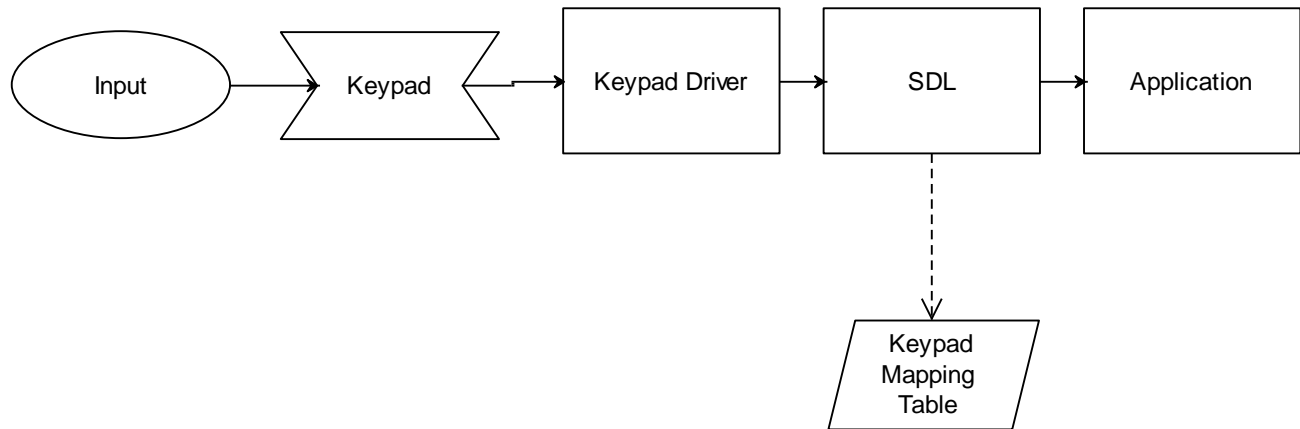 Input
Keypad
Keypad Driver
SDL
Application
Keypad
Mapping
Table